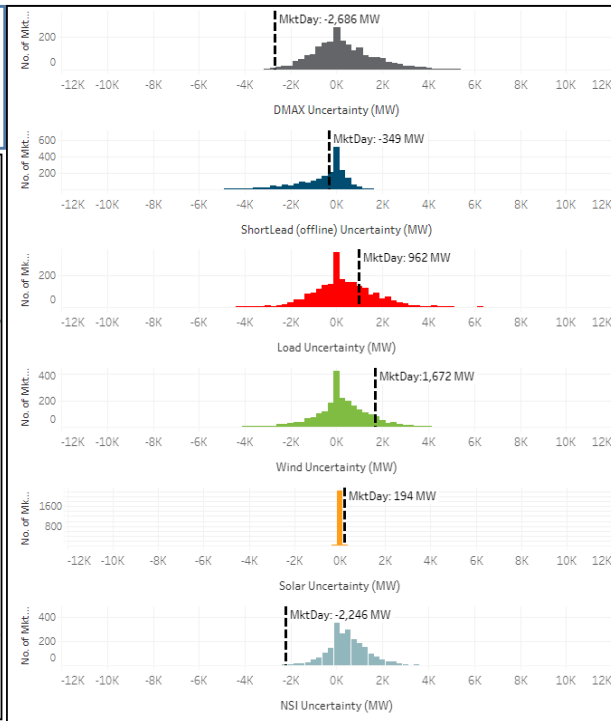 No. of Mkt...
200
0
MktDay: -2,686 MW
-12K -10K -8K -6K -4K -2K 0K 2K 4K 6K 8K 10K 12K
DMAX Uncertainty (MW)
No. of Mkt...
600
400
200
MktDay: -349 MW
-12K -10K -8K -6K -4K -2K 0K 2K 4K 6K 8K 10K 12K
ShortLead (offline) Uncertainty (MW)
No. of Mk...
200
0
MktDay: 962 MW
-12K -10K -8K -6K -4K -2K 0K 2K 4K 6K 8K 10K 12K
Load Uncertainty (MW)
No. of Mkt...
400
200
0
MktDay:1,672 MW
-12K -10K -8K -6K -4K -2K 0K 2K 4K 6K 8K 10K 12K
Wind Uncertainty (MW)
No. of Mk...
1600
800
MktDay: 194 MW
-12K -10K -8K -6K -4K -2K 0K 2K 4K 6K 8K 10K 12K
Solar Uncertainty (MW)
No. of Mkt...
400
200
0
MktDay: -2,246 MW
-12K -10K -8K -6K -4K -2K 0K 2K 4K 6K 8K 10K 12K
NSI Uncertainty (MW)